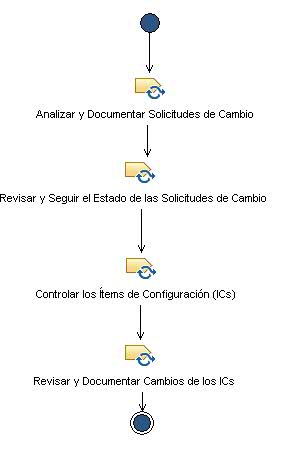 Analizar y Documentar Solicitudes de Cambio
Revisar y Seguir el Estado de las Solicitudes de Cambio
Controlar los Ítems de Configuración (ICs)
Revisar y Documentar Cambios de los ICs